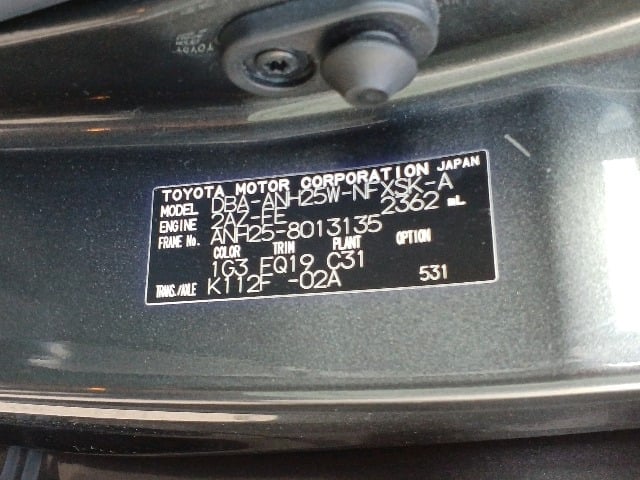 TOYOTA
TOYOTA MOTOR CORPORATION JAPAN
MODEL DBA-ANH25W-NFXSK-A
ENGINE 2AZ-FE 2362 mL
FRAME No. ANH25-8013135
COLOR TRIM PLANT OPTION
1G3 FQ19 C31
TRANS./AXLE K112F -02A 531